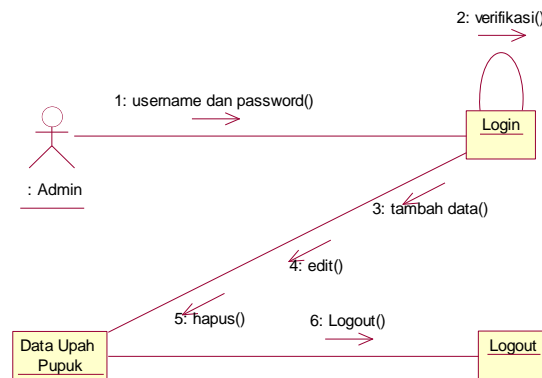 2: verifikasi()
1: username dan password()
Login
: Admin
3: tambah data()
4: edit()
5: hapus()
6: Logout()
Data Upah
Pupuk
Logout